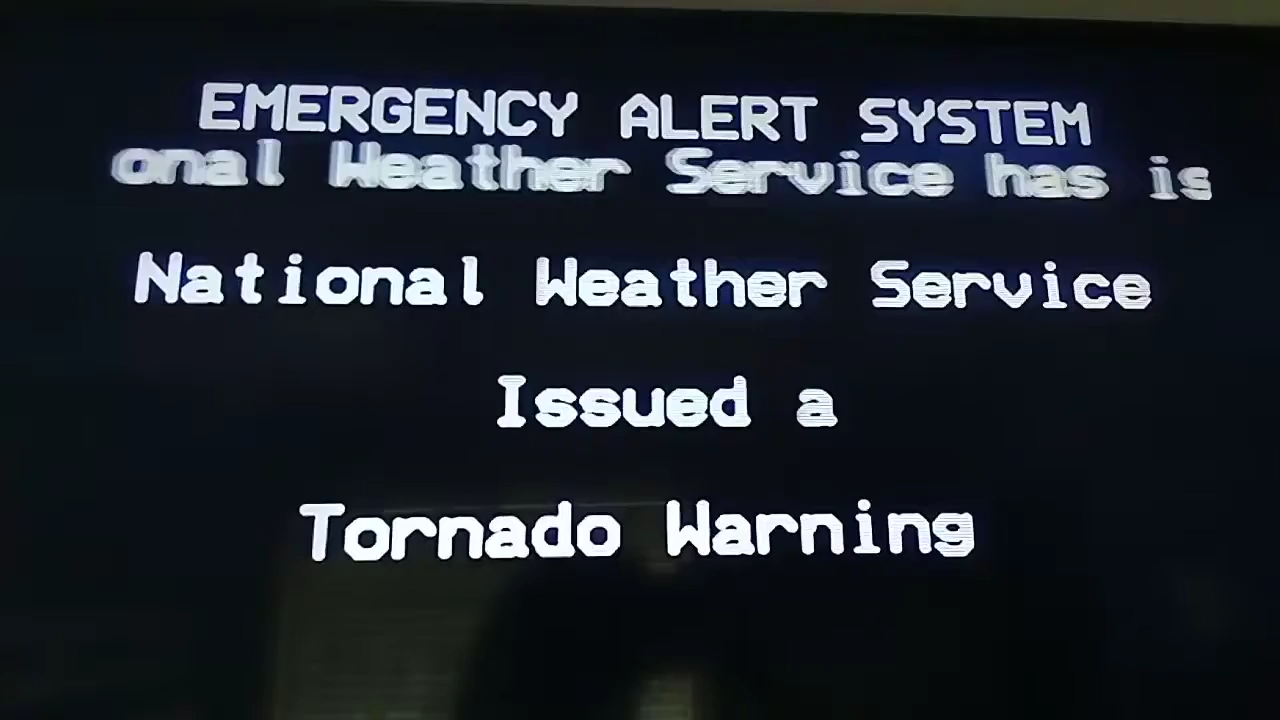 EMERGENCY ALERT SYSTEM
onal Weather Service has is
National Weather Service
Issued a
Tornado Warning